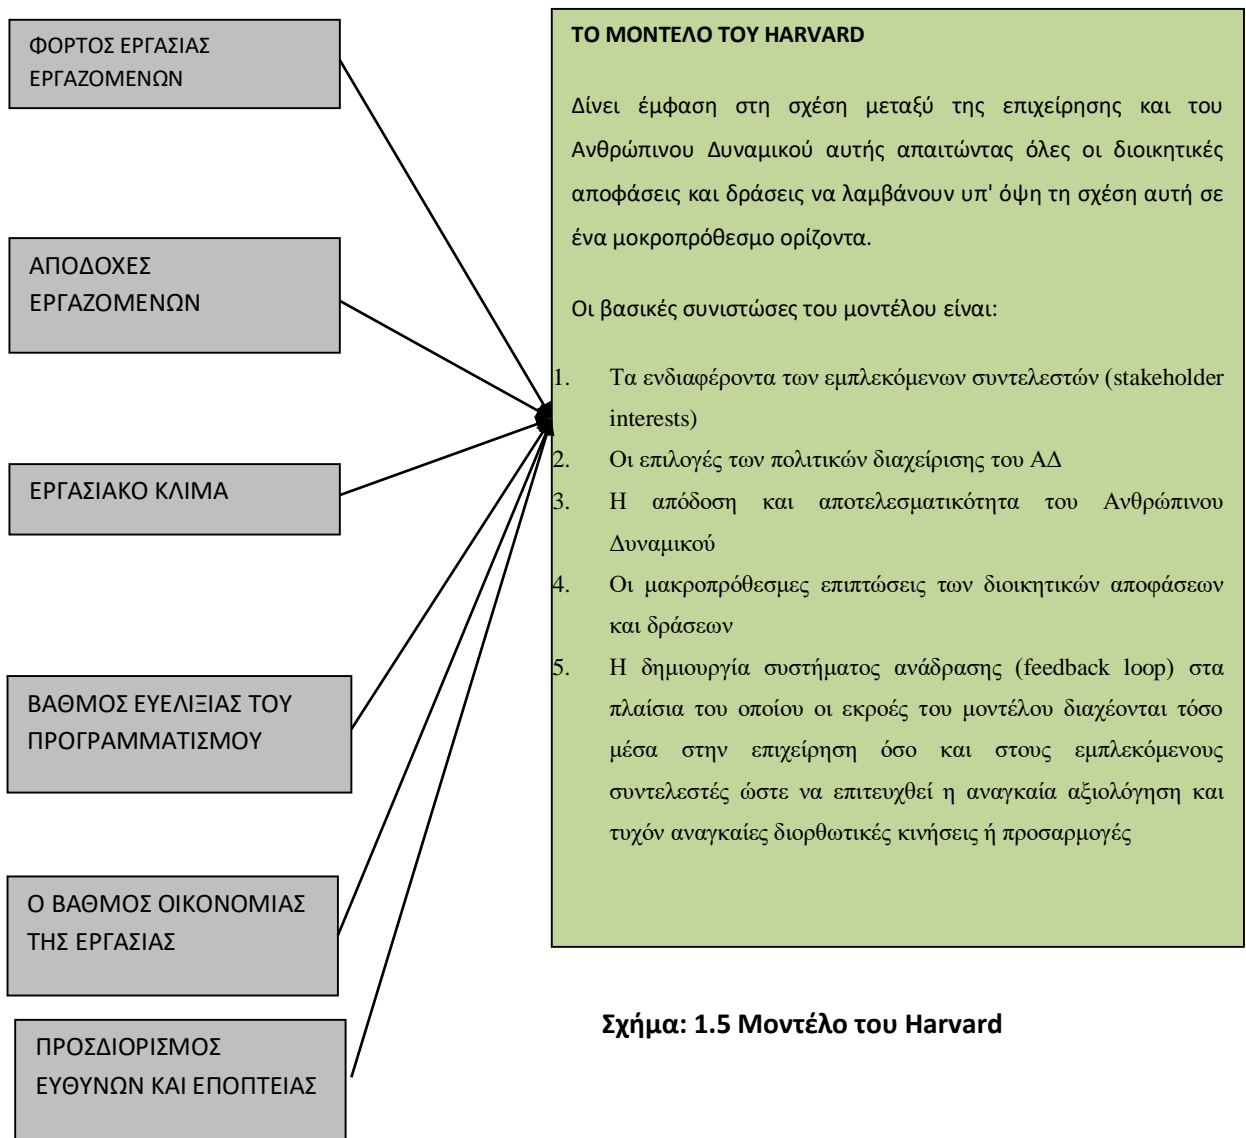 ΦΟΡΤΟΣ ΕΡΓΑΣΙΑΣ
ΕΡΓΑΖΟΜΕΝΩΝ
ΑΠΟΔΟΧΕΣ
ΕΡΓΑΖΟΜΕΝΩΝ
ΕΡΓΑΣΙΑΚΟ ΚΛΙΜΑ
ΒΑΘΜΟΣ ΕΥΕΛΙΞΙΑΣ ΤΟΥ
ΠΡΟΓΡΑΜΜΑΤΙΣΜΟΥ
Ο ΒΑΘΜΟΣ ΟΙΚΟΝΟΜΙΑΣ
ΤΗΣ ΕΡΓΑΣΙΑΣ
ΠΡΟΣΔΙΟΡΙΣΜΟΣ
ΕΥΘΥΝΩΝ ΚΑΙ ΕΠΟΠΤΕΙΑΣ
ΤΟ ΜΟΝΤΕΛΟ ΤΟΥ HARVARD
Δίνει έμφαση στη σχέση μεταξύ της επιχείρησης και του
Ανθρώπινου Δυναμικού αυτής απαιτώντας όλες οι διοικητικές
αποφάσεις και δράσεις να λαμβάνουν υπ' όψη τη σχέση αυτή σε
ένα μοκροπρόθεσμο ορίζοντα.
Οι βασικές συνιστώσες του μοντέλου είναι:
1. Τα ενδιαφέροντα των εμπλεκόμενων συντελεστών (stakeholder
interests)
2. Οι επιλογές των πολιτικών διαχείρισης του ΑΔ
3. Η απόδοση και αποτελεσματικότητα του Ανθρώπινου
Δυναμικού
4. Οι μακροπρόθεσμες επιπτώσεις των διοικητικών αποφάσεων
και δράσεων
5. Η δημιουργία συστήματος ανάδρασης (feedback loop) στα
πλαίσια του οποίου οι εκροές του μοντέλου διαχέονται τόσο
μέσα στην επιχείρηση όσο και στους εμπλεκόμενους
συντελεστές ώστε να επιτευχθεί η αναγκαία αξιολόγηση και
τυχόν αναγκαίες διορθωτικές κινήσεις ή προσαρμογές
Σχήμα: 1.5 Μοντέλο του Harvard